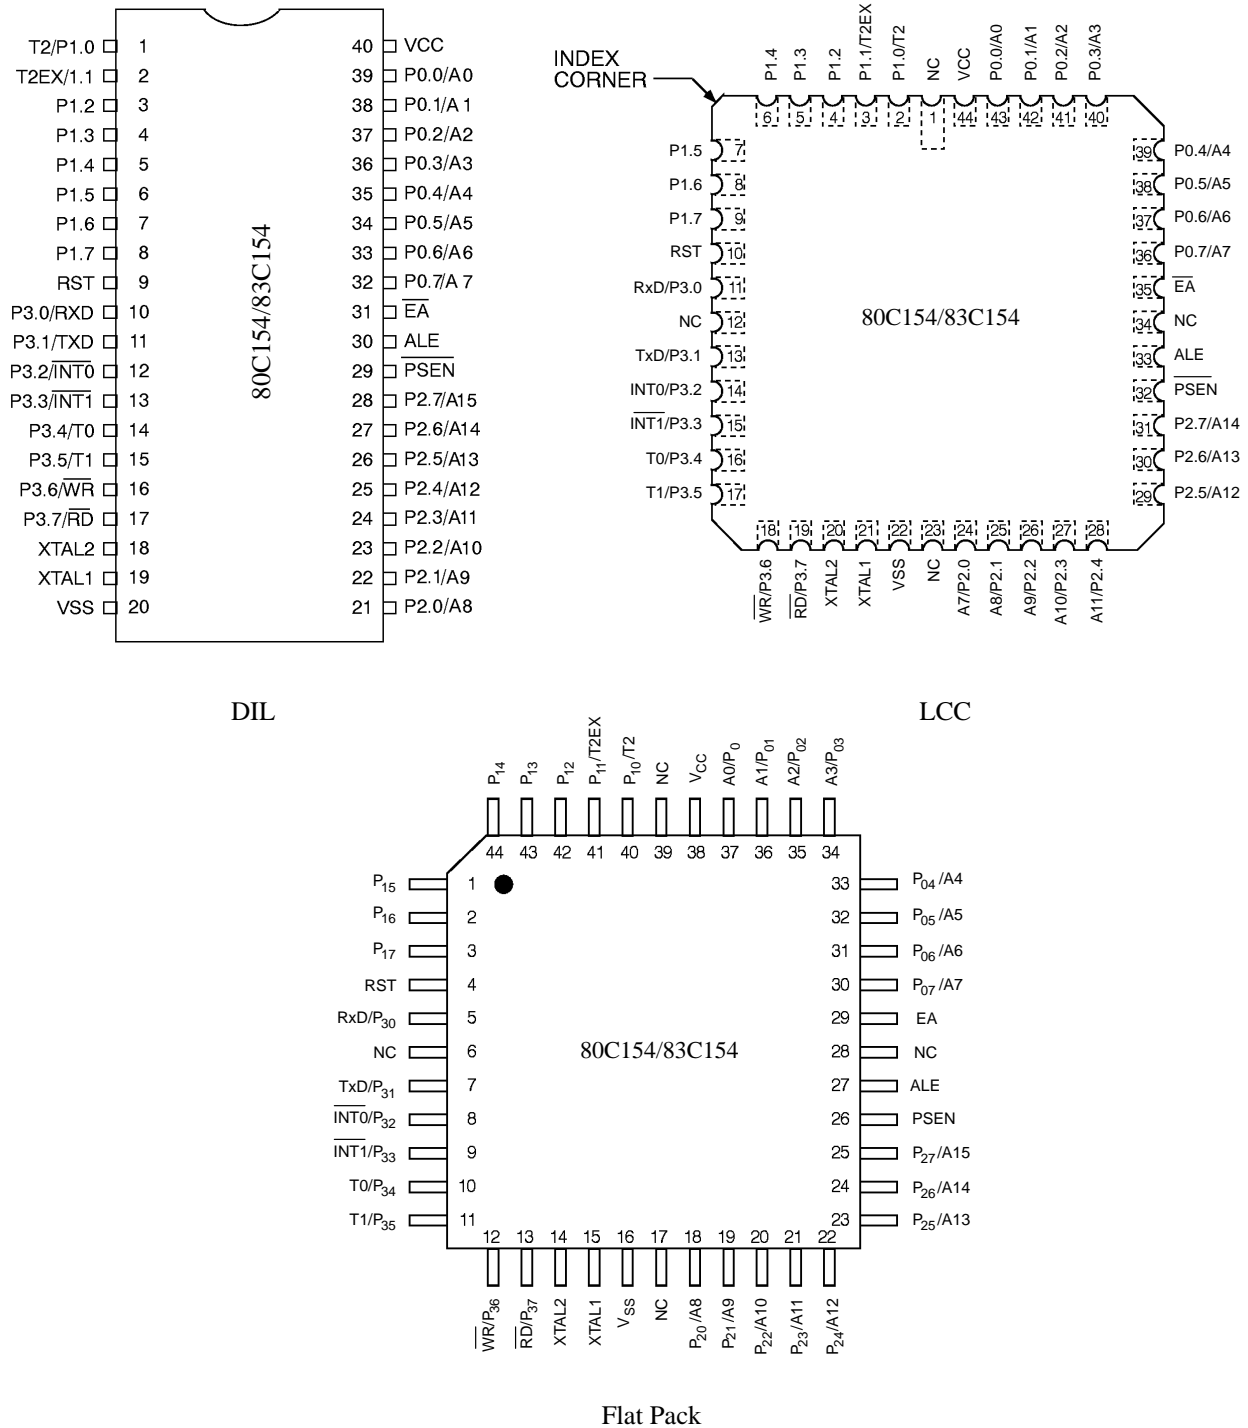 T2/P1.0 1 40 VCC
T2EX/1.1 2 39 P0.0/A0
P1.2 3 38 P0.1/A 1
P1.3 4 37 P0.2/A2
P1.4 5 36 P0.3/A3
P1.5 6 35 P0.4/A4
P1.6 7 34 P0.5/A5
P1.7 8 33 P0.6/A6
RST 9 32 P0.7/A 7
P3.0/RXD 10 31 EA
P3.1/TXD 11 30 ALE
P3.2/INT0 12 29 PSEN
P3.3/INT1 13 28 P2.7/A15
P3.4/T0 14 27 P2.6/A14
P3.5/T1 15 26 P2.5/A13
P3.6/WR 16 25 P2.4/A12
P3.7/RD 17 24 P2.3/A11
XTAL2 18 23 P2.2/A10
XTAL1 19 22 P2.1/A9
VSS 20 21 P2.0/A8
80C154/83C154
DIL
INDEX
CORNER
P1.4 P1.3 P1.2 P1.1/T2EX P1.0/T2 NC VCC P0.0/A0 P0.1/A1 P0.2/A2 P0.3/A3
6 5 4 3 2 1 44 43 42 41 40
P1.5 7 39 P0.4/A4
P1.6 8 38 P0.5/A5
P1.7 9 37 P0.6/A6
RST 10 36 P0.7/A7
RxD/P3.0 11 35 EA
NC 12 34 NC
TxD/P3.1 13 33 ALE
INT0/P3.2 14 32 PSEN
INT1/P3.3 15 31 P2.7/A14
T0/P3.4 16 30 P2.6/A13
T1/P3.5 17 29 P2.5/A12
80C154/83C154
18 19 20 21 22 23 24 25 26 27 28
WR/P3.6 RD/P3.7 XTAL2 XTAL1 VSS NC A7/P2.0 A8/P2.1 A9/P2.2 A10/P2.3 A11/P2.4
LCC
P14 P13 P12 P11/T2EX P10/T2 NC VCC A0/P0 A1/P01 A2/P02 A3/P03
44 43 42 41 40 39 38 37 36 35 34
P15 1 33 P04/A4
P16 2 32 P05/A5
P17 3 31 P06/A6
RST 4 30 P07/A7
RxD/P30 5 29 EA
NC 6 28 NC
TxD/P31 7 27 ALE
INT0/P32 8 26 PSEN
INT1/P33 9 25 P27/A15
T0/P34 10 24 P26/A14
T1/P35 11 23 P25/A13
80C154/83C154
12 13 14 15 16 17 18 19 20 21 22
WR/P36 RD/P37 XTAL2 XTAL1 VSS NC P20/A8 P21/A9 P22/A10 P23/A11 P24/A12
Flat Pack